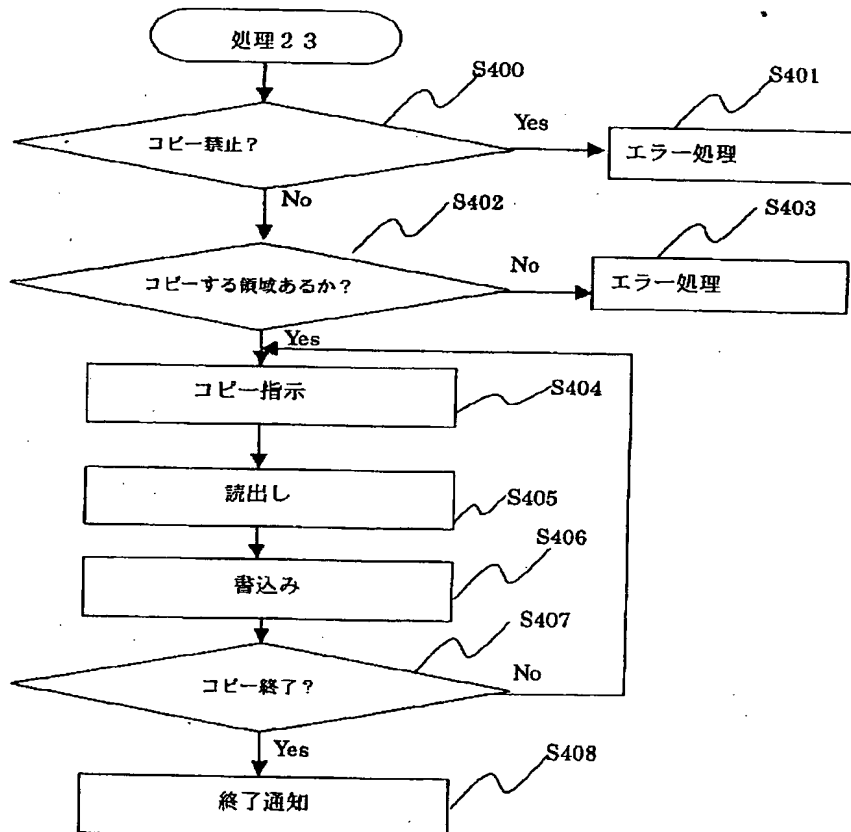 処理２３
S400
コピー禁止？
Yes
S401
エラー処理
No
S402
コピーする領域あるか？
No
S403
エラー処理
Yes
コピー指示
S404
読出し
S405
書込み
S406
コピー終了？
S407
No
Yes
終了通知
S408